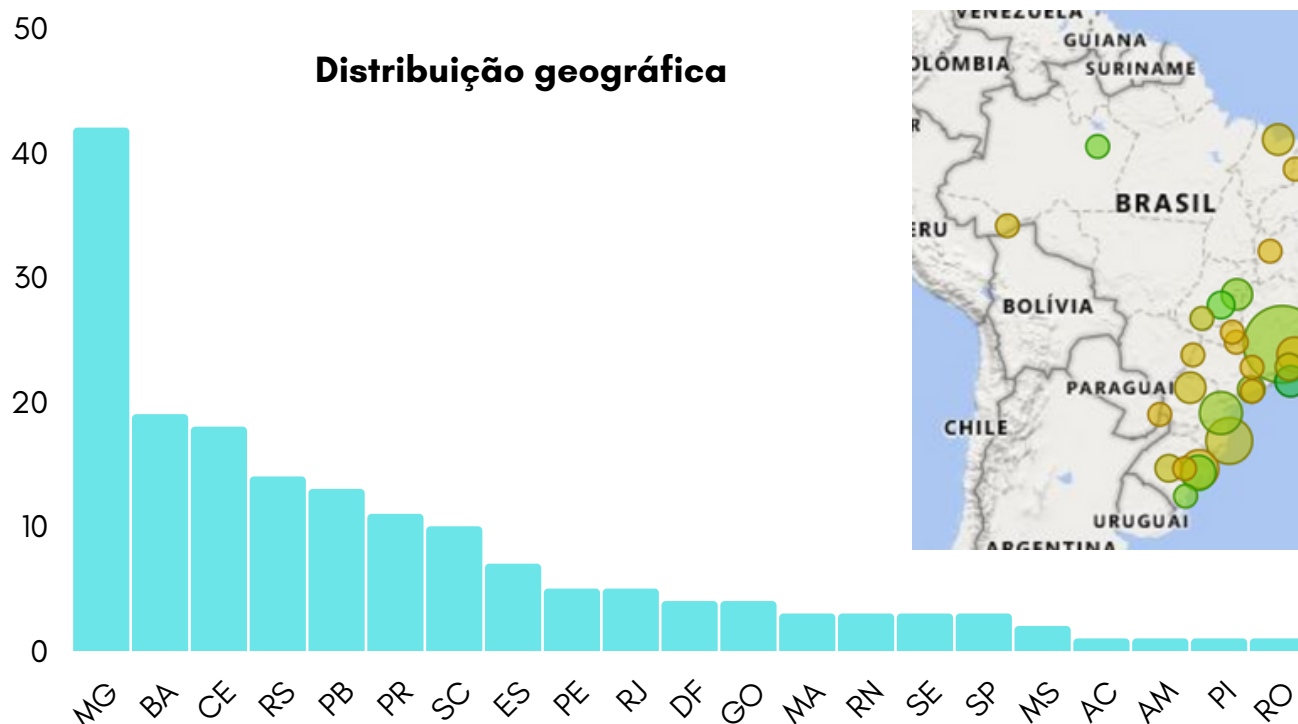 Distribuição geográfica
50
40
30
20
10
0
MG BA CE RS PB PR SC ES PE RJ DF GO MA RN SE SP MS AC AM PI RO
VENEZUELA
GUIANA
OLÔMBIA
SURINAME
R
BRASIL
ERU
BOLÍVIA
PARAGUAI
CHILE
URUGUAI
ARGENTINA